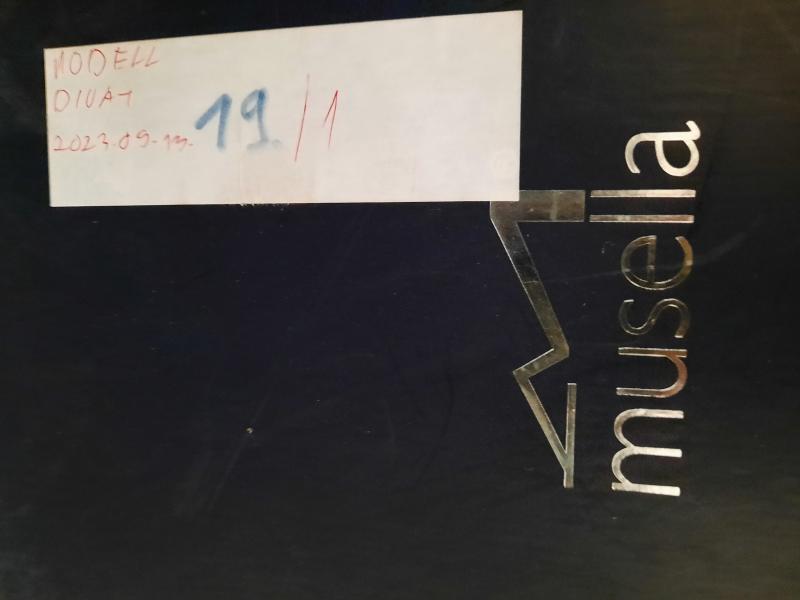 MODELL
DIVAT
2023.09.13. 19./1
musella